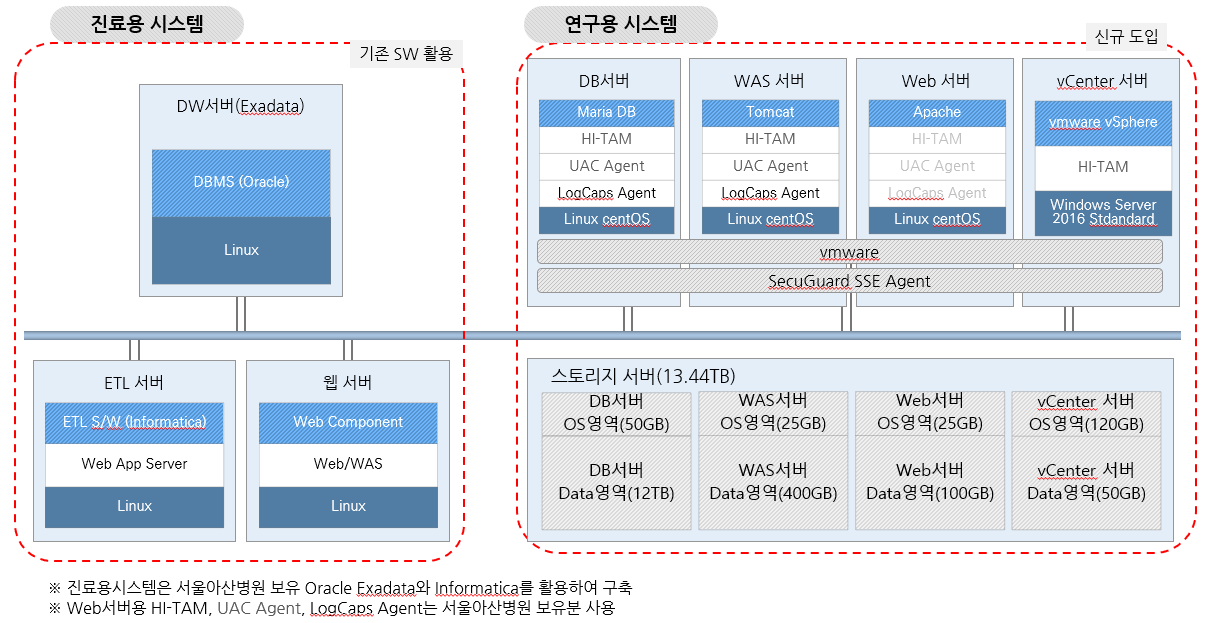 진료용 시스템
기존 SW 활용
DW서버(Exadata)
DBMS (Oracle)
Linux
ETL 서버
ETL S/W (Informatica)
Web App Server
Linux
웹 서버
Web Component
Web/WAS
Linux
연구용 시스템
신규 도입
DB서버
Maria DB
HI-TAM
UAC Agent
LogCaps Agent
Linux centOS
WAS 서버
Tomcat
HI-TAM
UAC Agent
LogCaps Agent
Linux centOS
Web 서버
Apache
HI-TAM
UAC Agent
LogCaps Agent
Linux centOS
vCenter 서버
vmware vSphere
HI-TAM
Windows Server
2016 Stdandard
vmware
SecuGuard SSE Agent
스토리지 서버(13.44TB)
DB서버
OS영역(50GB)
WAS서버
OS영역(25GB)
Web서버
OS영역(25GB)
vCenter 서버
OS영역(120GB)
DB서버
Data영역(12TB)
WAS서버
Data영역(400GB)
Web서버
Data영역(100GB)
vCenter 서버
Data영역(50GB)
※ 진료용시스템은 서울아산병원 보유 Oracle Exadata와 Informatica를 활용하여 구축
※ Web서버용 HI-TAM, UAC Agent, LogCaps Agent는 서울아산병원 보유분 사용